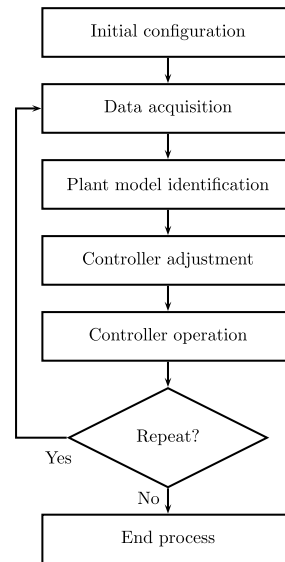 Initial configuration
Data acquisition
Plant model identification
Controller adjustment
Controller operation
Repeat?
Yes
No
End process